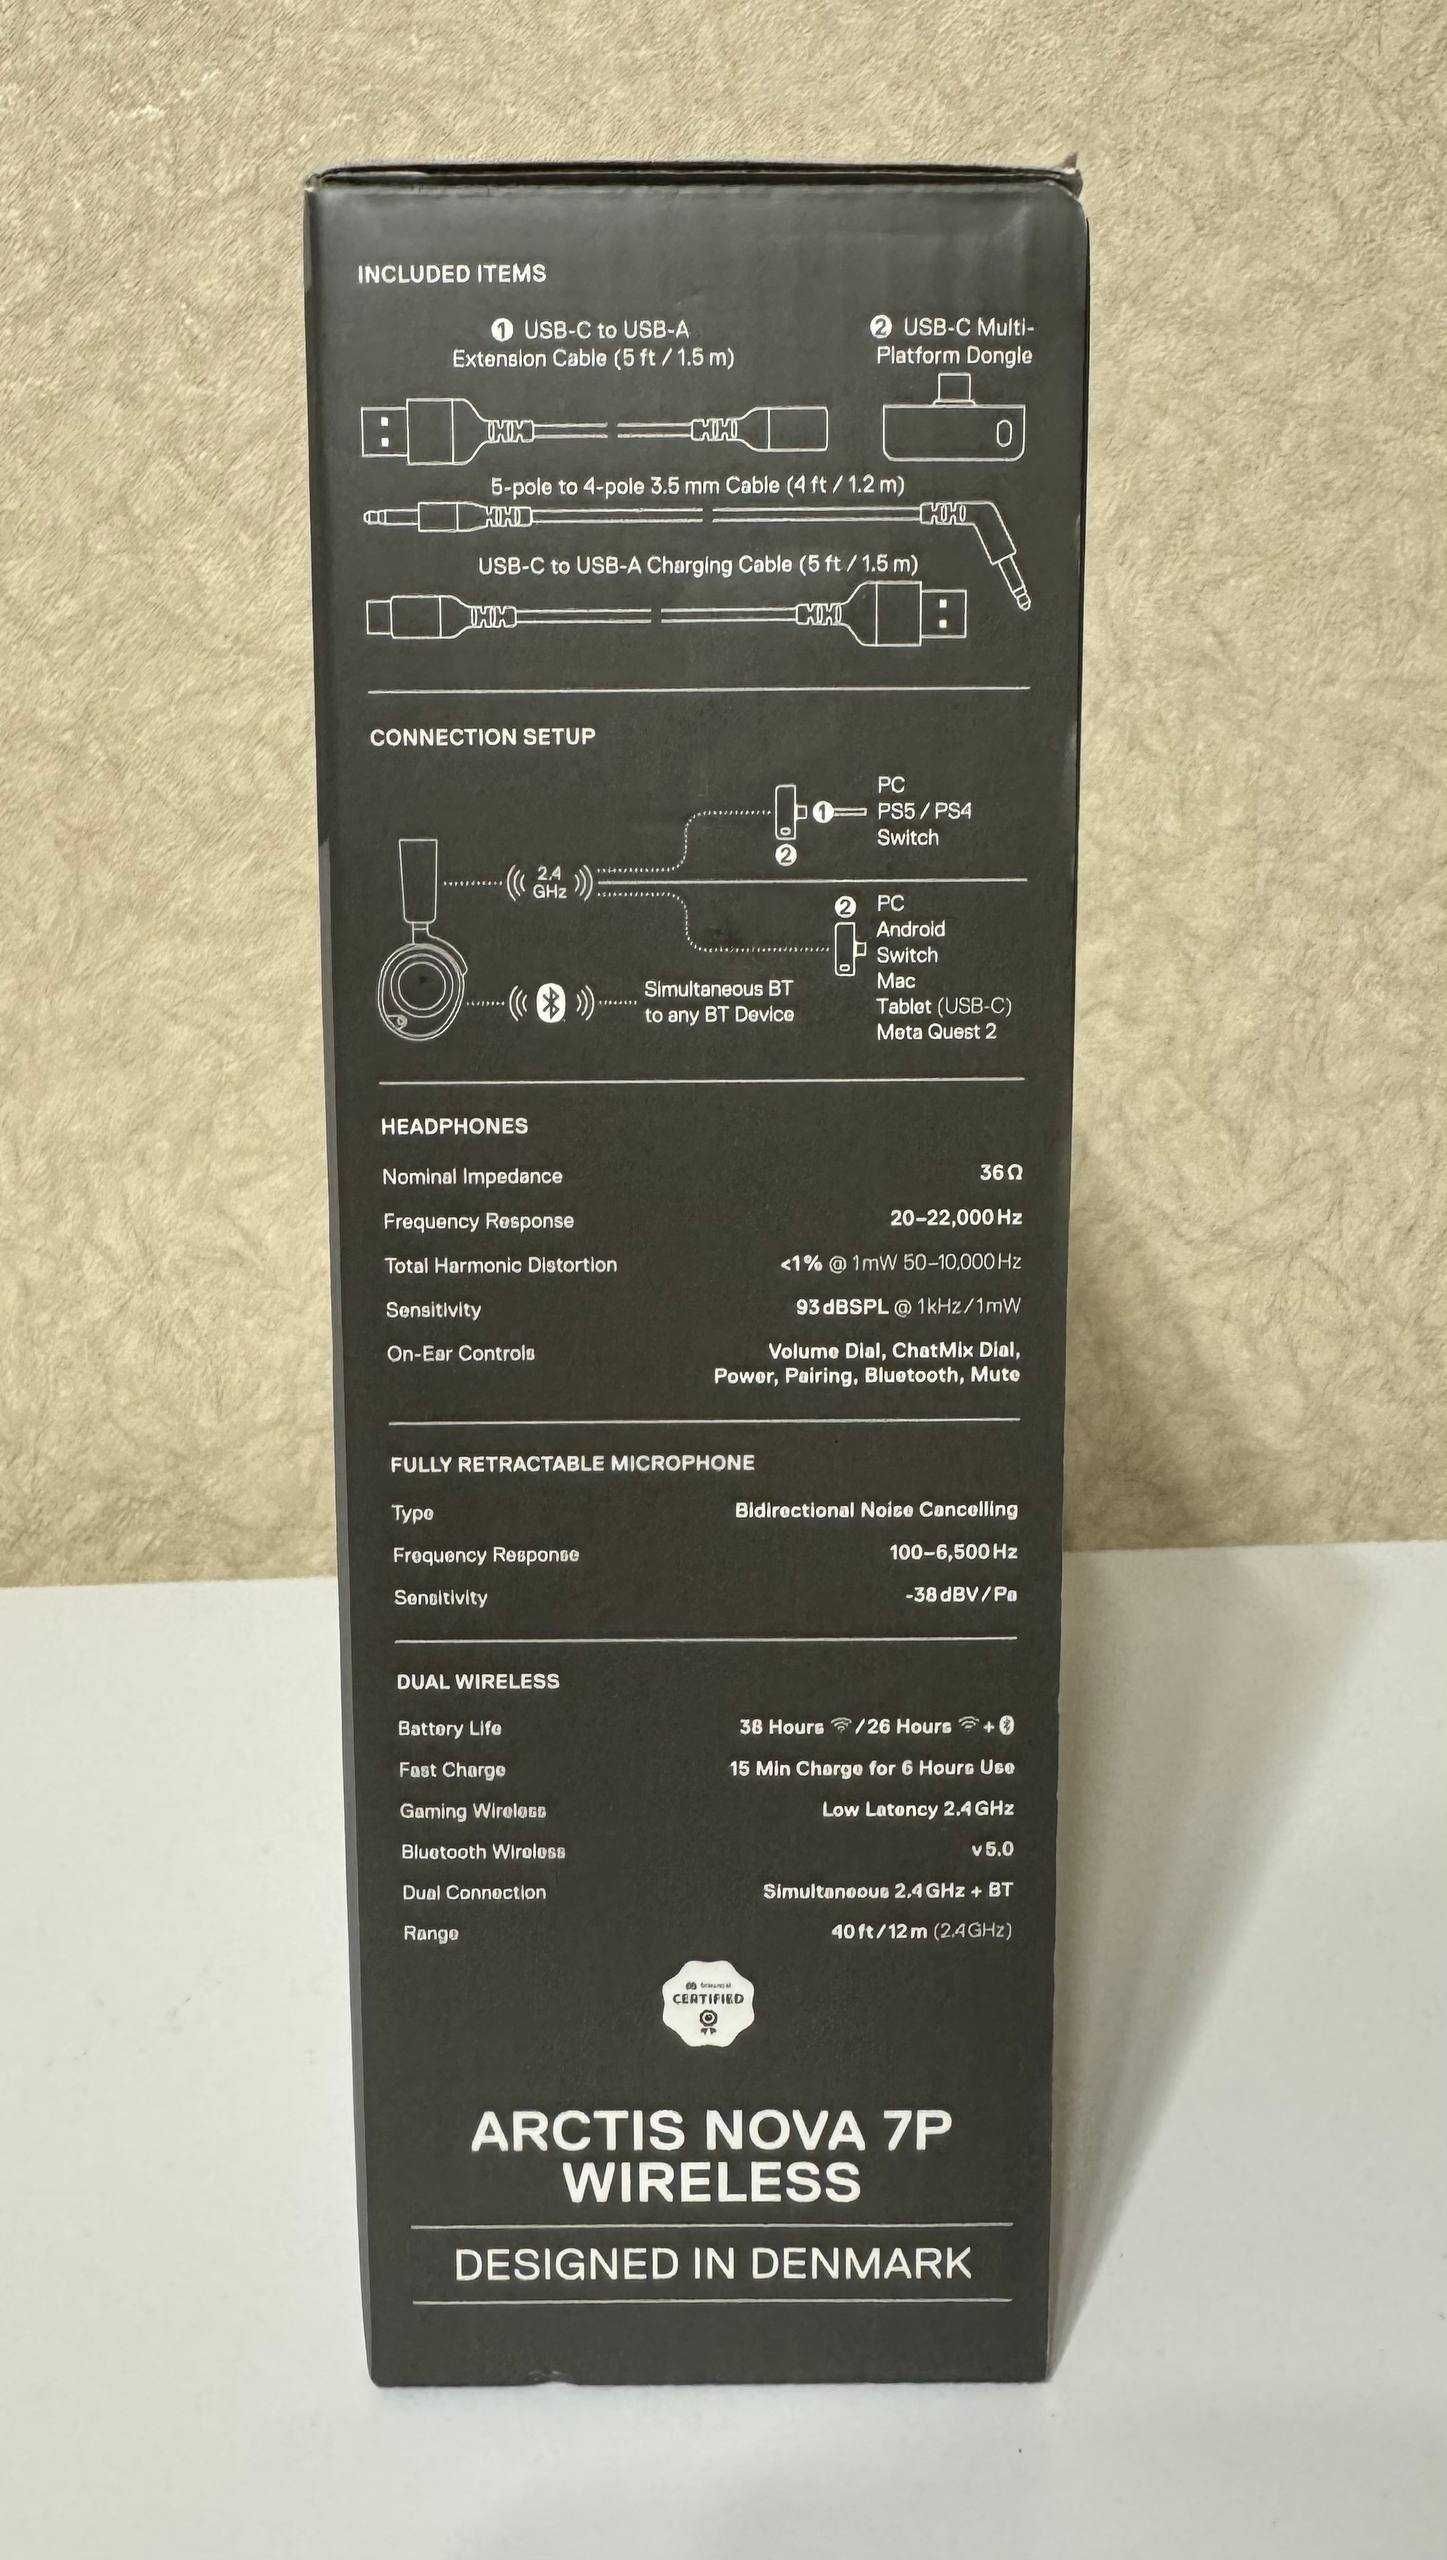 INCLUDED ITEMS
1 USB-C to USB-A
Extension Cable (5 ft / 1.5 m)
2 USB-C Multi-
Platform Dongle
5-pole to 4-pole 3.5 mm Cable (4 ft / 1.2 m)
USB-C to USB-A Charging Cable (5 ft / 1.5 m)
CONNECTION SETUP
2.4
GHz
1
2
PC
PS5 / PS4
Switch
2
PC
Android
Switch
Mac
Tablet (USB-C)
Meta Quest 2
Simultaneous BT
to any BT Device
HEADPHONES
Nominal Impedance 36 Ω
Frequency Response 20–22,000 Hz
Total Harmonic Distortion <1% @ 1mW 50–10,000 Hz
Sensitivity 93 dBSPL @ 1kHz/1mW
On-Ear Controls Volume Dial, ChatMix Dial,
Power, Pairing, Bluetooth, Mute
FULLY RETRACTABLE MICROPHONE
Type Bidirectional Noise Cancelling
Frequency Response 100–6,500 Hz
Sensitivity -38 dBV / Pa
DUAL WIRELESS
Battery Life 38 Hours / 26 Hours +
Fast Charge 15 Min Charge for 6 Hours Use
Gaming Wireless Low Latency 2.4 GHz
Bluetooth Wireless v 5.0
Dual Connection Simultaneous 2.4 GHz + BT
Range 40 ft / 12 m (2.4 GHz)
CERTIFIED
ARCTIS NOVA 7P
WIRELESS
DESIGNED IN DENMARK